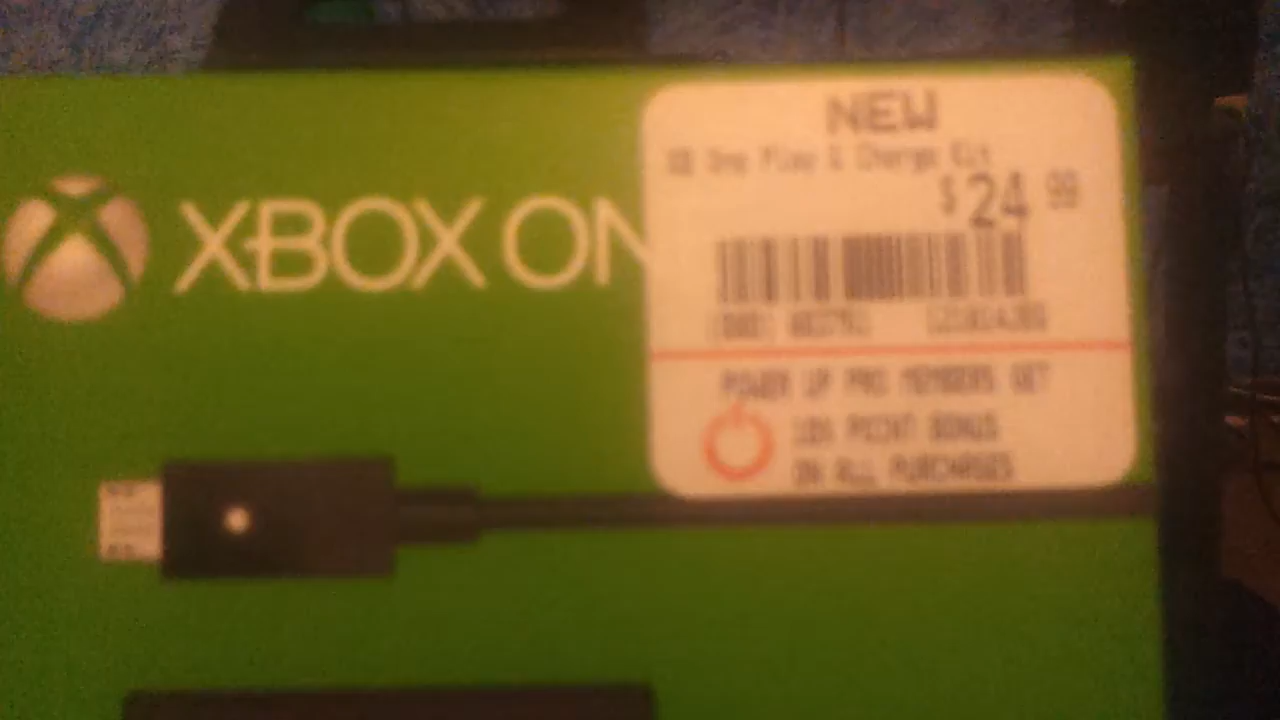 XBOX ON
NEW
XB One Play & Charge Kit
$24 99
POWER UP PRO MEMBERS GET
10% POINT BONUS
ON ALL PURCHASES